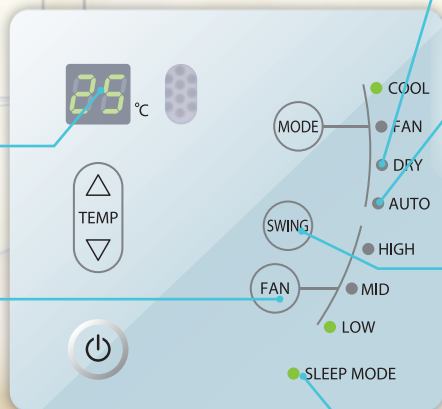 25 °C
COOL
MODE
FAN
DRY
AUTO
TEMP
SWING
HIGH
FAN
MID
LOW
SLEEP MODE